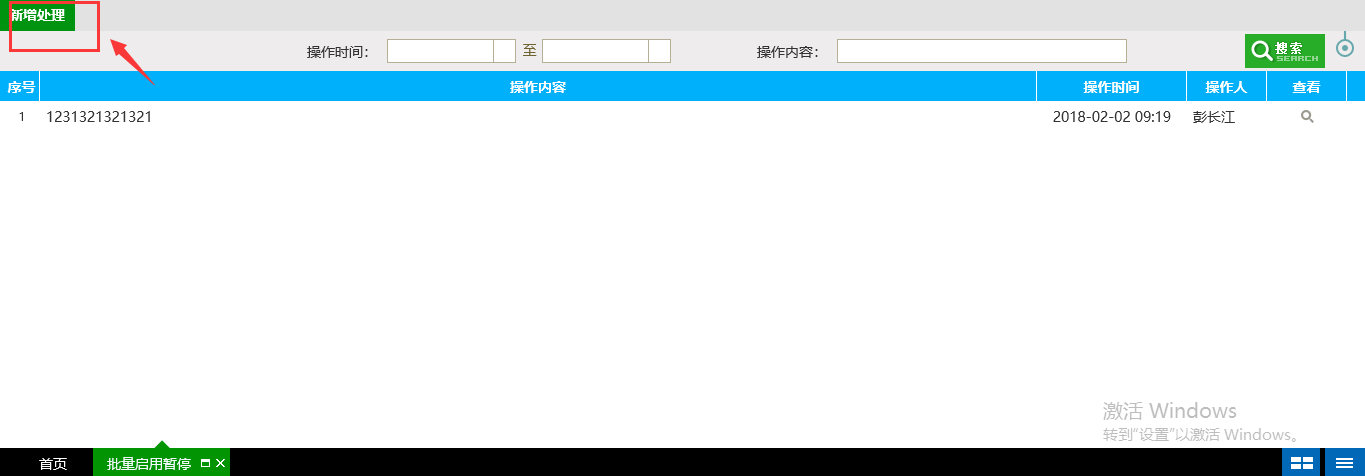 新增处理
操作时间： 至 操作内容： 搜索 SEARCH
序号 操作内容 操作时间 操作人 查看
1 1231321321321 2018-02-02 09:19 彭长江
激活 Windows
转到"设置"以激活 Windows。
首页 批量启用暂停